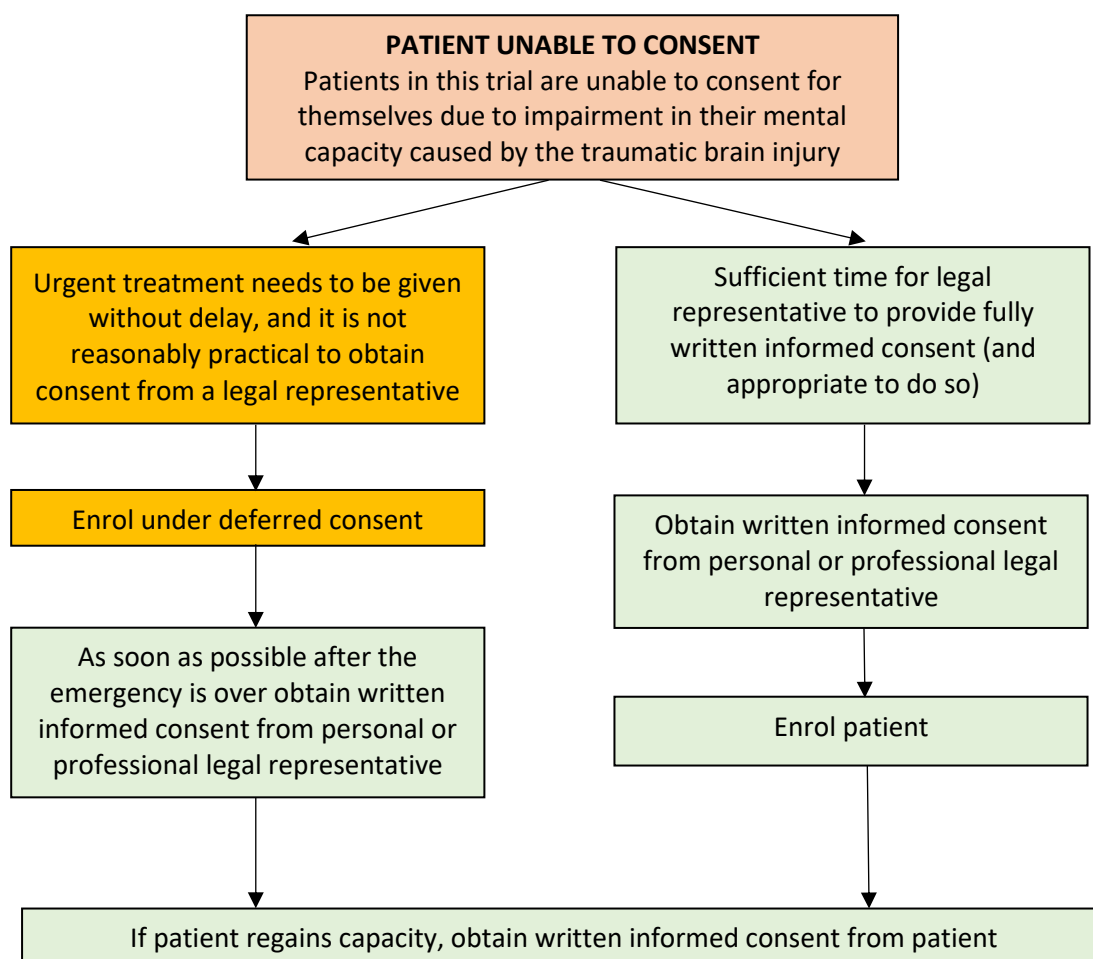 PATIENT UNABLE TO CONSENT
Patients in this trial are unable to consent for
themselves due to impairment in their mental
capacity caused by the traumatic brain injury
Urgent treatment needs to be given
without delay, and it is not
reasonably practical to obtain
consent from a legal representative
Enrol under deferred consent
As soon as possible after the
emergency is over obtain written
informed consent from personal or
professional legal representative
Sufficient time for legal
representative to provide fully
written informed consent (and
appropriate to do so)
Obtain written informed consent
from personal or professional legal
representative
Enrol patient
If patient regains capacity, obtain written informed consent from patient